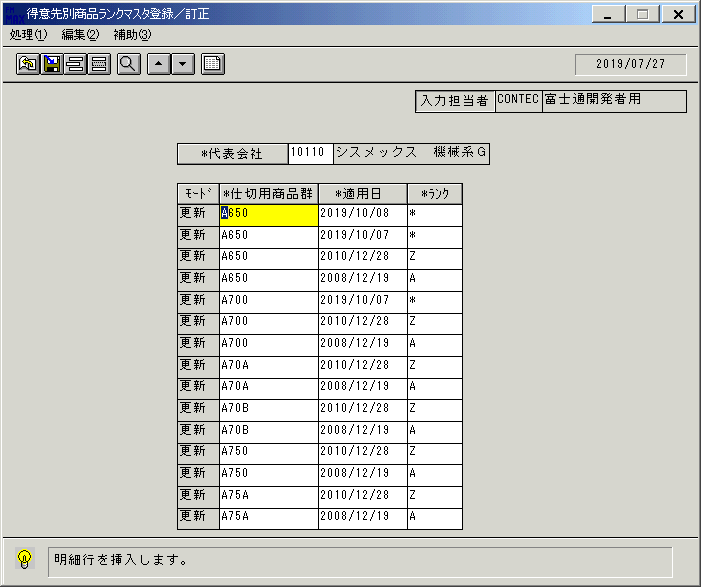 得意先別商品ランクマスタ登録／訂正
処理(1) 編集(2) 補助(3)
2019/07/27
入力担当者 CONTEC 富士通開発者用
*代表会社 10110 シスメックス 機械系G
ﾓｰﾄﾞ *仕切用商品群 *適用日 *ﾗﾝｸ
更新 A650 2019/10/08 *
更新 A650 2019/10/07 *
更新 A650 2010/12/28 Z
更新 A650 2008/12/19 A
更新 A700 2019/10/07 *
更新 A700 2010/12/28 Z
更新 A700 2008/12/19 A
更新 A70A 2010/12/28 Z
更新 A70A 2008/12/19 A
更新 A70B 2010/12/28 Z
更新 A70B 2008/12/19 A
更新 A750 2010/12/28 Z
更新 A750 2008/12/19 A
更新 A75A 2010/12/28 Z
更新 A75A 2008/12/19 A
明細行を挿入します。